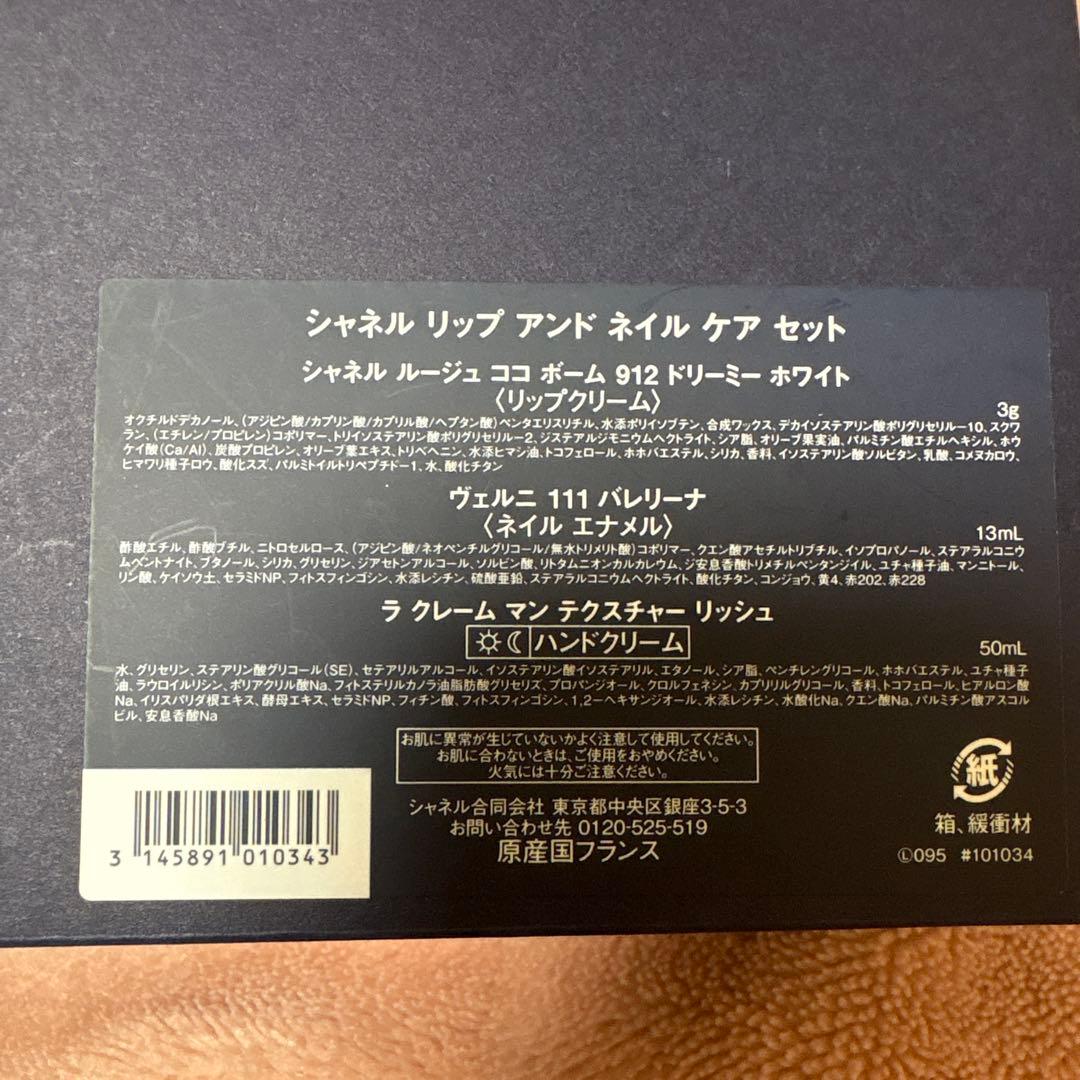 シャネル リップ アンド ネイル ケア セット
シャネル ルージュ ココ ボーム 912 ドリーミー ホワイト
〈リップクリーム〉
3g
オクチルドデカノール、(アジピン酸/カプリン酸/カプリル酸/ヘプタン酸)ペンタエリスリチル、水添ポリイソブテン、合成ワックス、デカイソステアリン酸ポリグリセリル－10、スクワ
ラン、(エチレン/プロピレン)コポリマー、トリイソステアリン酸ポリグリセリル－2、ジステアルジモニウムヘクトライト、シア脂、オリーブ果実油、パルミチン酸エチルヘキシル、ホウ
ケイ酸(Ca/Al)、炭酸プロピレン、オリーブ葉エキス、トリベヘニン、水添ヒマシ油、トコフェロール、ホホバエステル、シリカ、香料、イソステアリン酸ソルビタン、乳酸、コメヌカロウ、
ヒマワリ種子ロウ、酸化スズ、パルミトイルトリペプチド－1、水、酸化チタン
ヴェルニ 111 バレリーナ
〈ネイル エナメル〉
13mL
酢酸エチル、酢酸ブチル、ニトロセルロース、(アジピン酸/ネオペンチルグリコール/無水トリメリト酸)コポリマー、クエン酸アセチルトリブチル、イソプロパノール、ステアラルコニウ
ムベントナイト、ブタノール、シリカ、グリセリン、ジアセトンアルコール、ソルビン酸、リトタムニオンカルカレウム、ジ安息香酸トリメチルペンタンジイル、ユチャ種子油、マンニトール、
リン酸、ケイソウ土、セラミドNP、フィトスフィンゴシン、水添レシチン、硫酸亜鉛、ステアラルコニウムヘクトライト、酸化チタン、コンジョウ、黄4、赤202、赤228
ラ クレーム マン テクスチャー リッシュ
ハンドクリーム
50mL
水、グリセリン、ステアリン酸グリコール(SE)、セテアリルアルコール、イソステアリン酸イソステアリル、エタノール、シア脂、ペンチレングリコール、ホホバエステル、ユチャ種子
油、ラウロイルリシン、ポリアクリル酸Na、フィトステリルカノラ油脂肪酸グリセリズ、プロパンジオール、クロルフェネシン、カプリリルグリコール、香料、トコフェロール、ヒアルロン酸
Na、イリスパリダ根エキス、酵母エキス、セラミドNP、フィチン酸、フィトスフィンゴシン、1,2－ヘキサンジオール、水添レシチン、水酸化Na、クエン酸Na、パルミチン酸アスコル
ビル、安息香酸Na
お肌に異常が生じていないかよく注意して使用してください。
お肌に合わないときは、ご使用をおやめください。
火気には十分ご注意ください。
シャネル合同会社 東京都中央区銀座3-5-3
お問い合わせ先 0120-525-519
原産国フランス
紙
箱、緩衝材
Ⓛ095 #101034
3 145891 010343